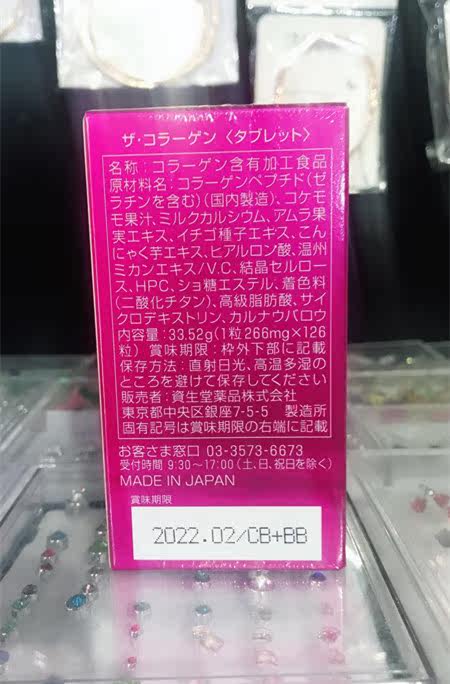 ザ・コラーゲン〈タブレット〉
名称:コラーゲン含有加工食品
原材料名:コラーゲンペプチド(ゼ
ラチンを含む)(国内製造)、コケモ
モ果汁、ミルクカルシウム、アムラ果
実エキス、イチゴ種子エキス、こん
にゃく芋エキス、ヒアルロン酸、温州
ミカンエキス/V.C、結晶セルロー
ス、HPC、ショ糖エステル、着色料
(二酸化チタン)、高級脂肪酸、サイ
クロデキストリン、カルナウバロウ
内容量:33.52g(1粒266mg×126
粒) 賞味期限:枠外下部に記載
保存方法:直射日光、高温多湿の
ところを避けて保存してください
販売者:資生堂薬品株式会社
東京都中央区銀座7-5-5 製造所
固有記号は賞味期限の右端に記載
お客さま窓口 03-3573-6673
受付時間 9:30〜17:00(土、日、祝日を除く)
MADE IN JAPAN
賞味期限
2022.02/CB+BB